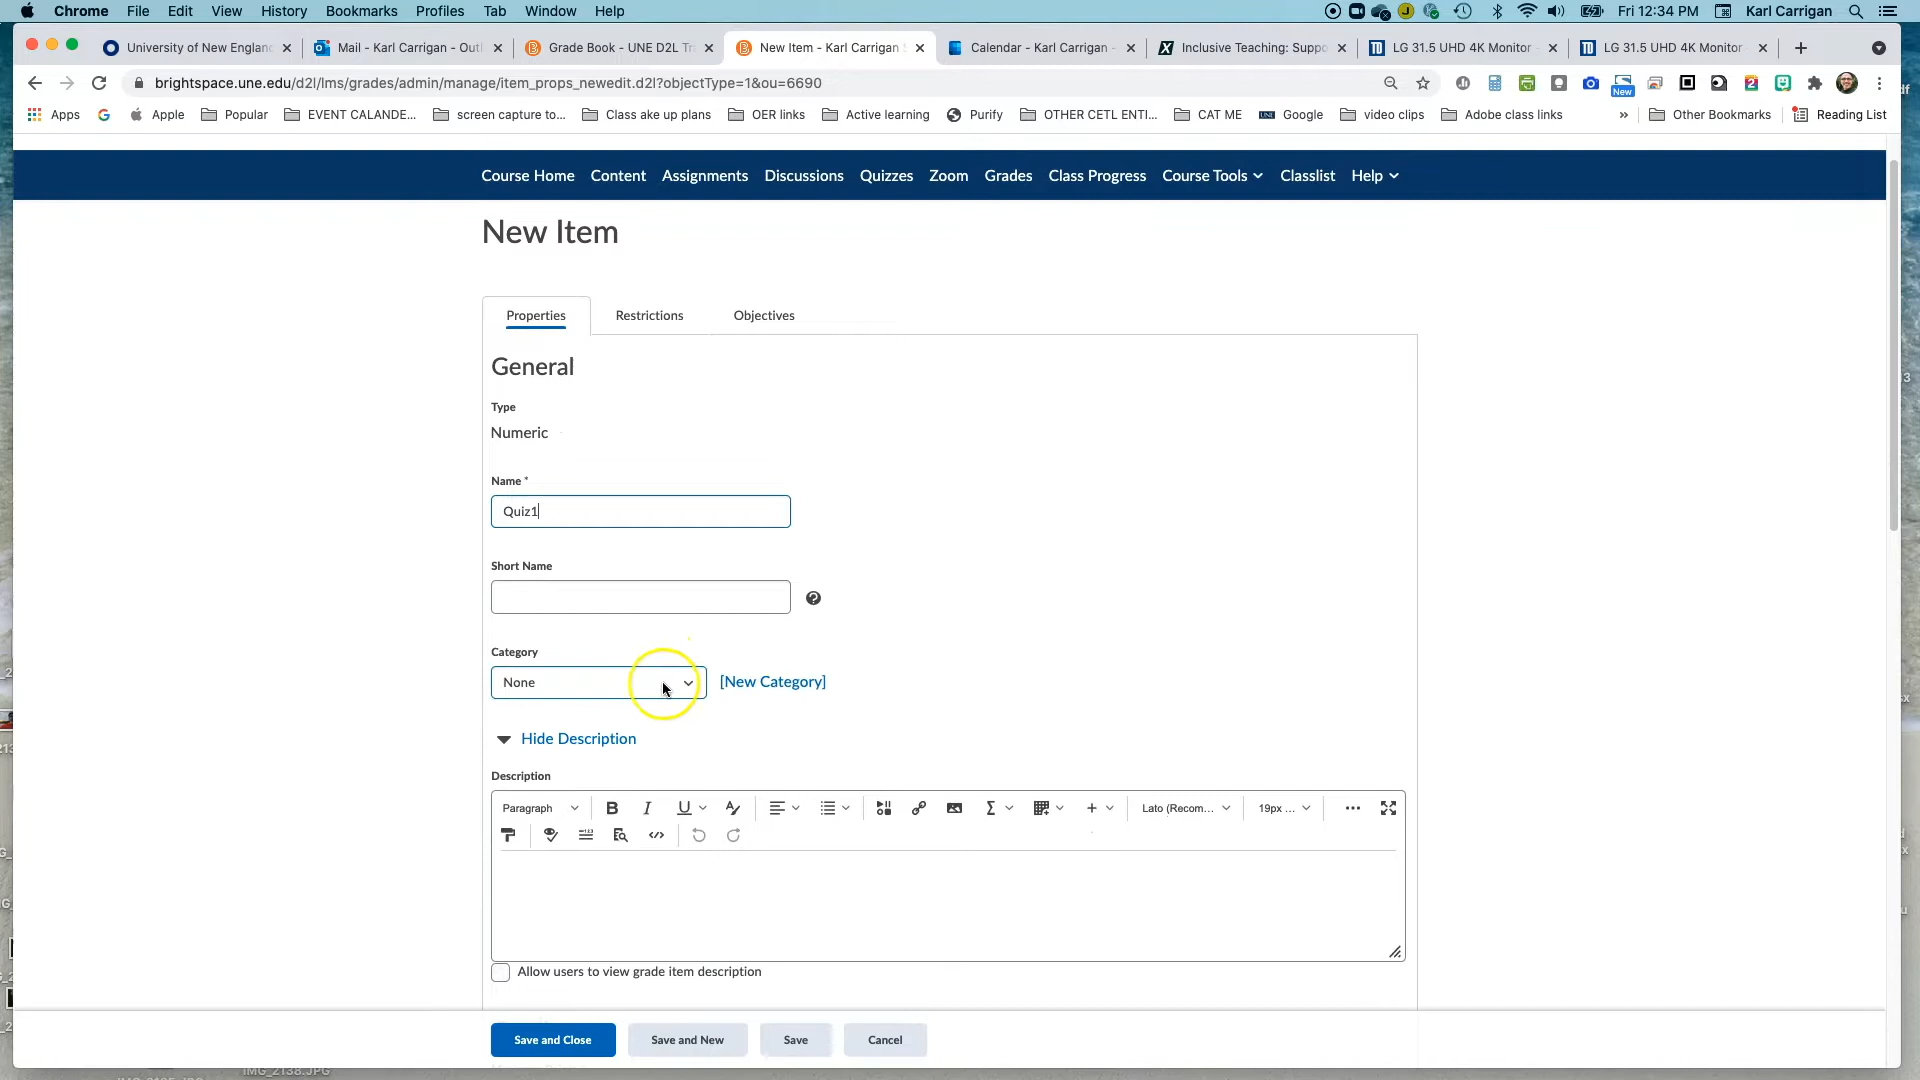 Chrome File Edit View History Bookmarks Profiles Tab Window Help Fri 12:34 PM Karl Carrigan
University of New England Mail - Karl Carrigan - Outl Grade Book - UNE D2L Tr New Item - Karl Carrigan Calendar - Karl Carrigan - Inclusive Teaching: Suppo LG 31.5 UHD 4K Monitor LG 31.5 UHD 4K Monitor
brightspace.une.edu/d2l/lms/grades/admin/manage/item_props_newedit.d2l?objectType=1&ou=6690
New
Apps Apple Popular EVENT CALANDE... screen capture to... Class ake up plans OER links Active learning Purify OTHER CETL ENTI... CAT ME UNE Google video clips Adobe class links » Other Bookmarks Reading List
Course Home Content Assignments Discussions Quizzes Zoom Grades Class Progress Course Tools Classlist Help
New Item
Properties Restrictions Objectives
General
Type
Numeric
Name *
Quiz1
Short Name
Category
None [New Category]
Hide Description
Description
Paragraph B I U Lato (Recom... 19px ...
Allow users to view grade item description
Save and Close Save and New Save Cancel
IMG_2138.JPG